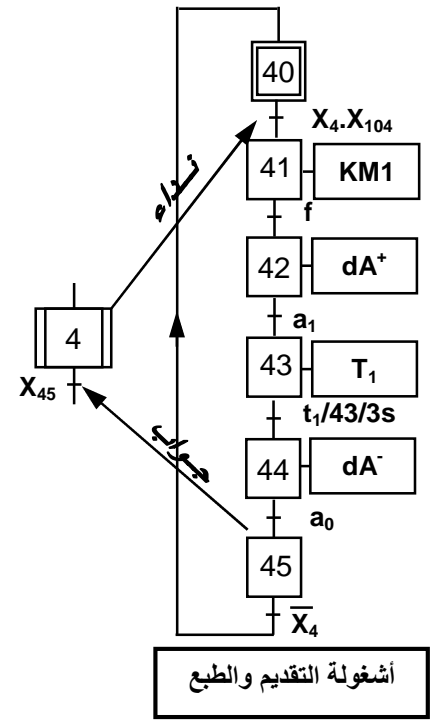 40
X₄.X₁₀₄
41 KM1
نداء
f
42 dA⁺
a₁
4
43 T₁
X₄₅
t₁/43/3s
جواب
44 dA⁻
a₀
45
X̅₄
أشغولة التقديم والطبع